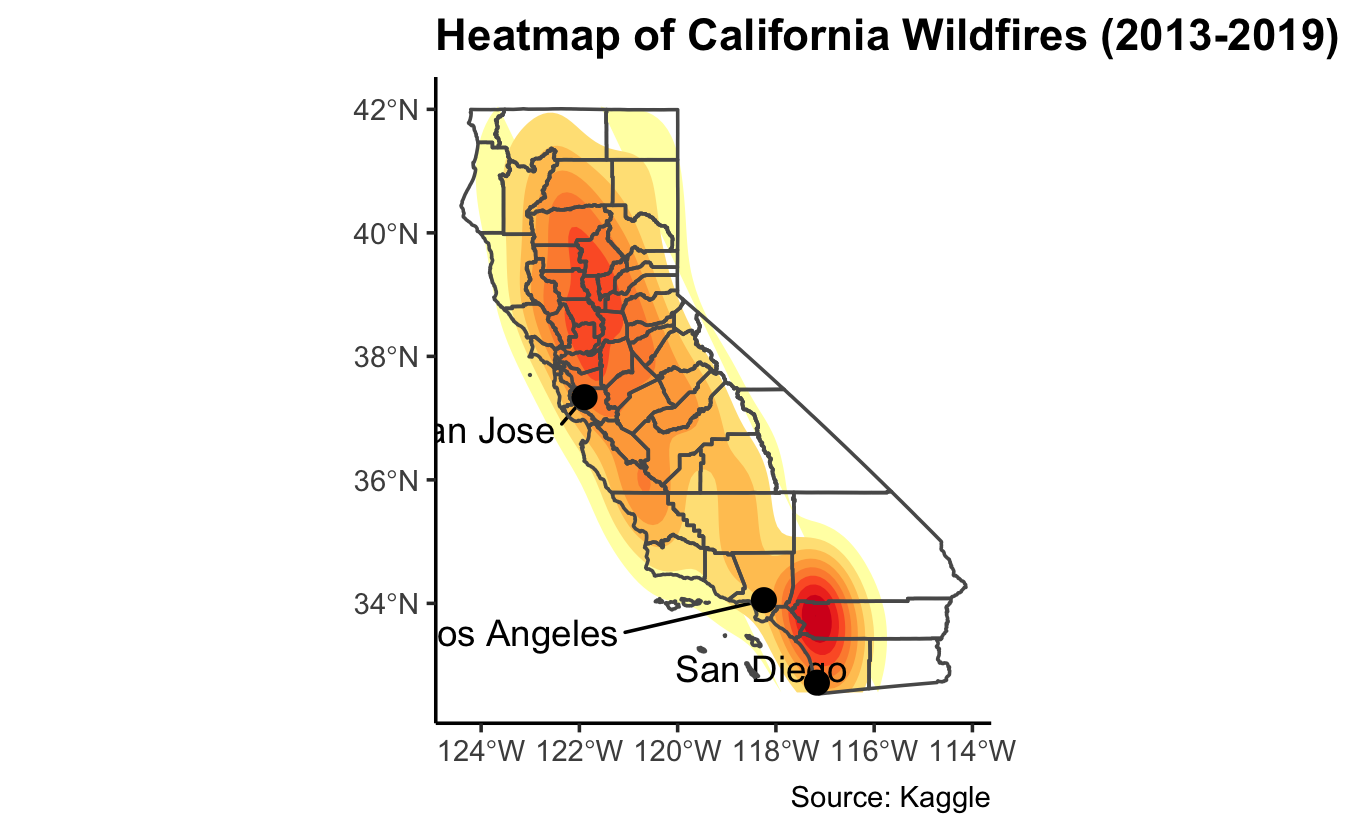 Heatmap of California Wildfires (2013-2019)
42°N
40°N
38°N
an Jose
36°N
34°N
os Angeles
San Diego
124°W 122°W 120°W 118°W 116°W 114°W
Source: Kaggle